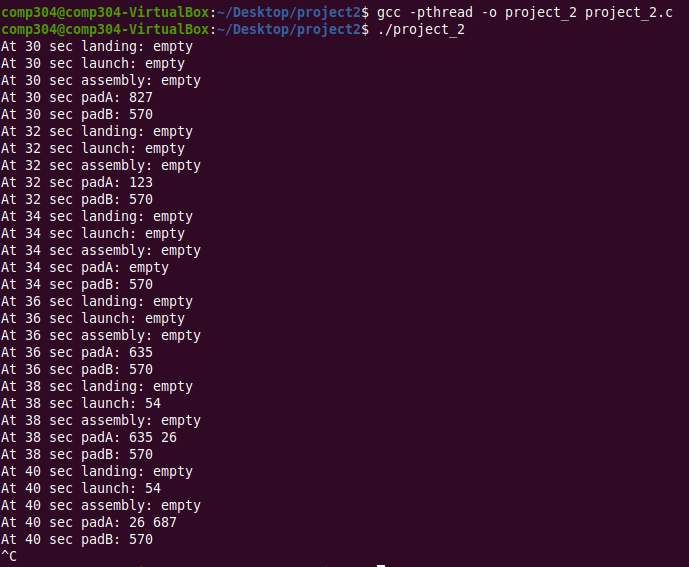 comp304@comp304-VirtualBox:~/Desktop/project2$ gcc -pthread -o project_2 project_2.c
comp304@comp304-VirtualBox:~/Desktop/project2$ ./project_2
At 30 sec landing: empty
At 30 sec launch: empty
At 30 sec assembly: empty
At 30 sec padA: 827
At 30 sec padB: 570
At 32 sec landing: empty
At 32 sec launch: empty
At 32 sec assembly: empty
At 32 sec padA: 123
At 32 sec padB: 570
At 34 sec landing: empty
At 34 sec launch: empty
At 34 sec assembly: empty
At 34 sec padA: empty
At 34 sec padB: 570
At 36 sec landing: empty
At 36 sec launch: empty
At 36 sec assembly: empty
At 36 sec padA: 635
At 36 sec padB: 570
At 38 sec landing: empty
At 38 sec launch: 54
At 38 sec assembly: empty
At 38 sec padA: 635 26
At 38 sec padB: 570
At 40 sec landing: empty
At 40 sec launch: 54
At 40 sec assembly: empty
At 40 sec padA: 26 687
At 40 sec padB: 570
^C